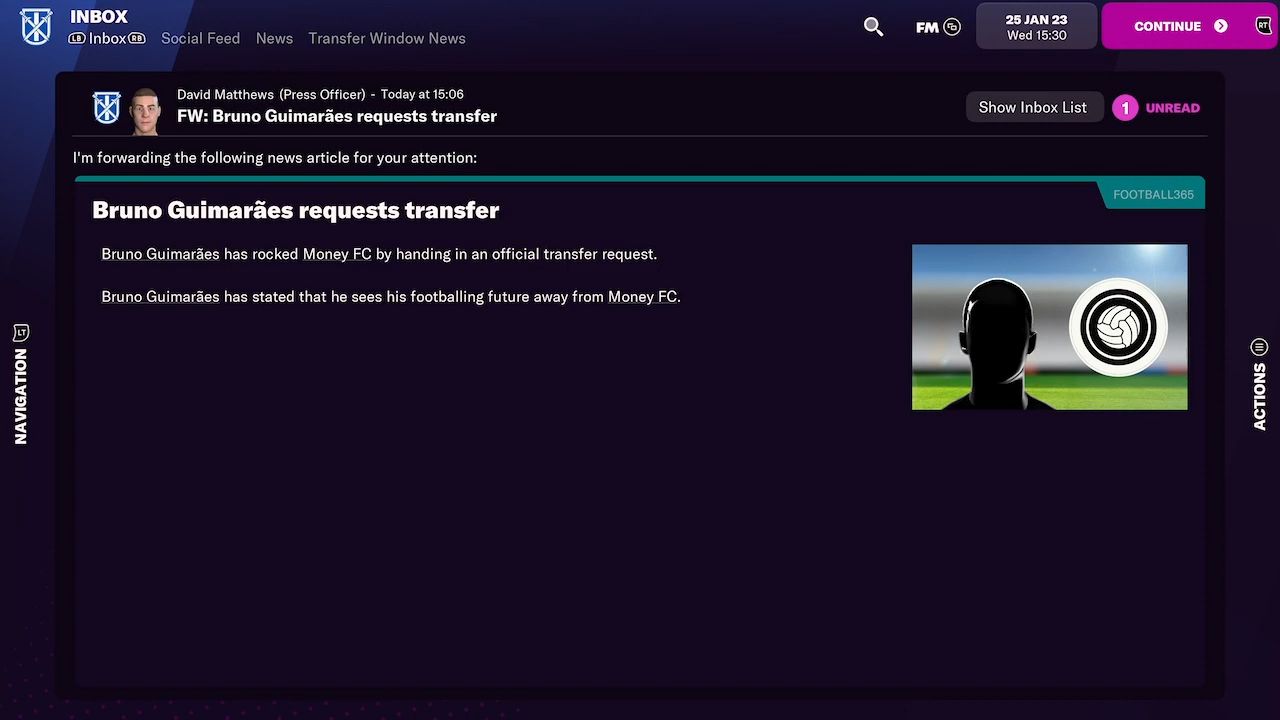 INBOX
LB Inbox RB Social Feed News Transfer Window News
FM
25 JAN 23
Wed 15:30
CONTINUE
RT
David Matthews (Press Officer) - Today at 15:06
FW: Bruno Guimarães requests transfer
Show Inbox List
1 UNREAD
I'm forwarding the following news article for your attention:
FOOTBALL365
Bruno Guimarães requests transfer
Bruno Guimarães has rocked Money FC by handing in an official transfer request.
Bruno Guimarães has stated that he sees his footballing future away from Money FC.
LT
NAVIGATION
ACTIONS